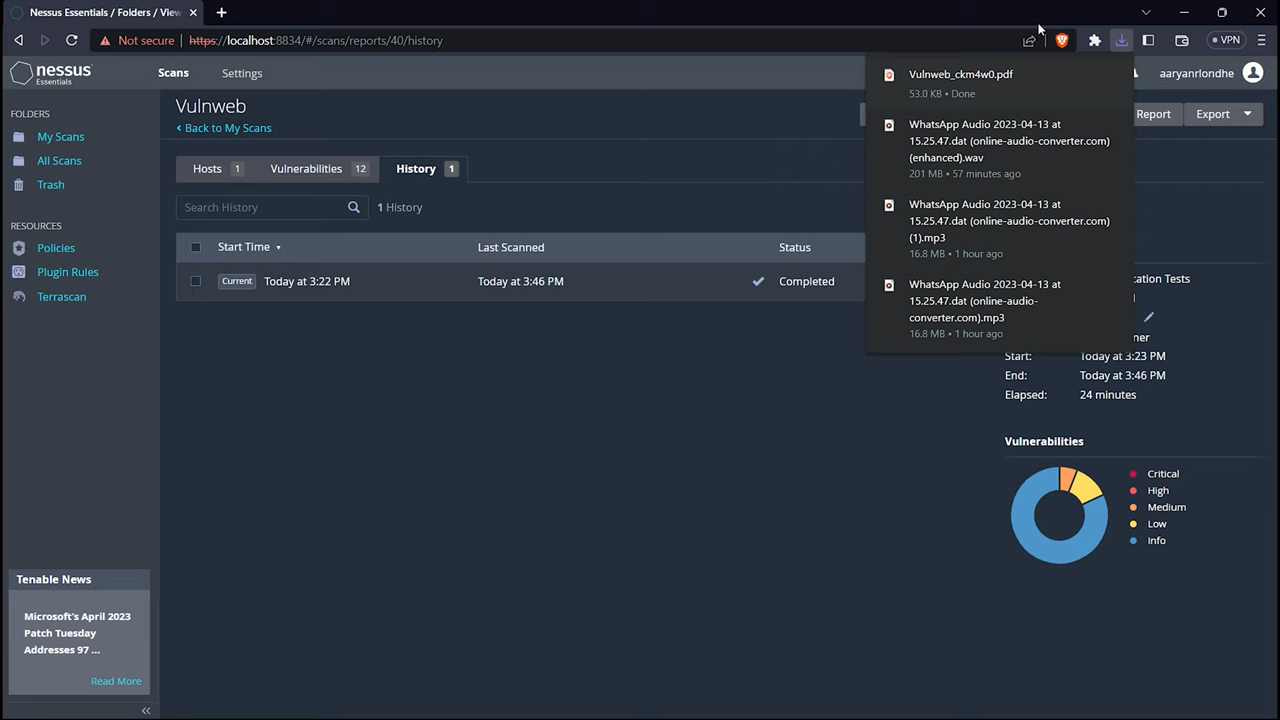 Nessus Essentials / Folders / View
Not secure
https://localhost:8834/#/scans/reports/40/history
VPN
nessus
Essentials
Scans
Settings
aaryanrlondhe
FOLDERS
My Scans
All Scans
Trash
RESOURCES
Policies
Plugin Rules
Terrascan
Vulnweb
Back to My Scans
Report
Export
Hosts 1
Vulnerabilities 12
History 1
Search History
1 History
Start Time
Last Scanned
Status
Current
Today at 3:22 PM
Today at 3:46 PM
Completed
Vulnweb_ckm4w0.pdf
53.0 KB • Done
WhatsApp Audio 2023-04-13 at
15.25.47.dat (online-audio-converter.com)
(enhanced).wav
201 MB • 57 minutes ago
WhatsApp Audio 2023-04-13 at
15.25.47.dat (online-audio-converter.com)
(1).mp3
16.8 MB • 1 hour ago
WhatsApp Audio 2023-04-13 at
15.25.47.dat (online-audio-
converter.com).mp3
16.8 MB • 1 hour ago
Start: Today at 3:23 PM
End: Today at 3:46 PM
Elapsed: 24 minutes
Vulnerabilities
Critical
High
Medium
Low
Info
Tenable News
Microsoft's April 2023
Patch Tuesday
Addresses 97 ...
Read More